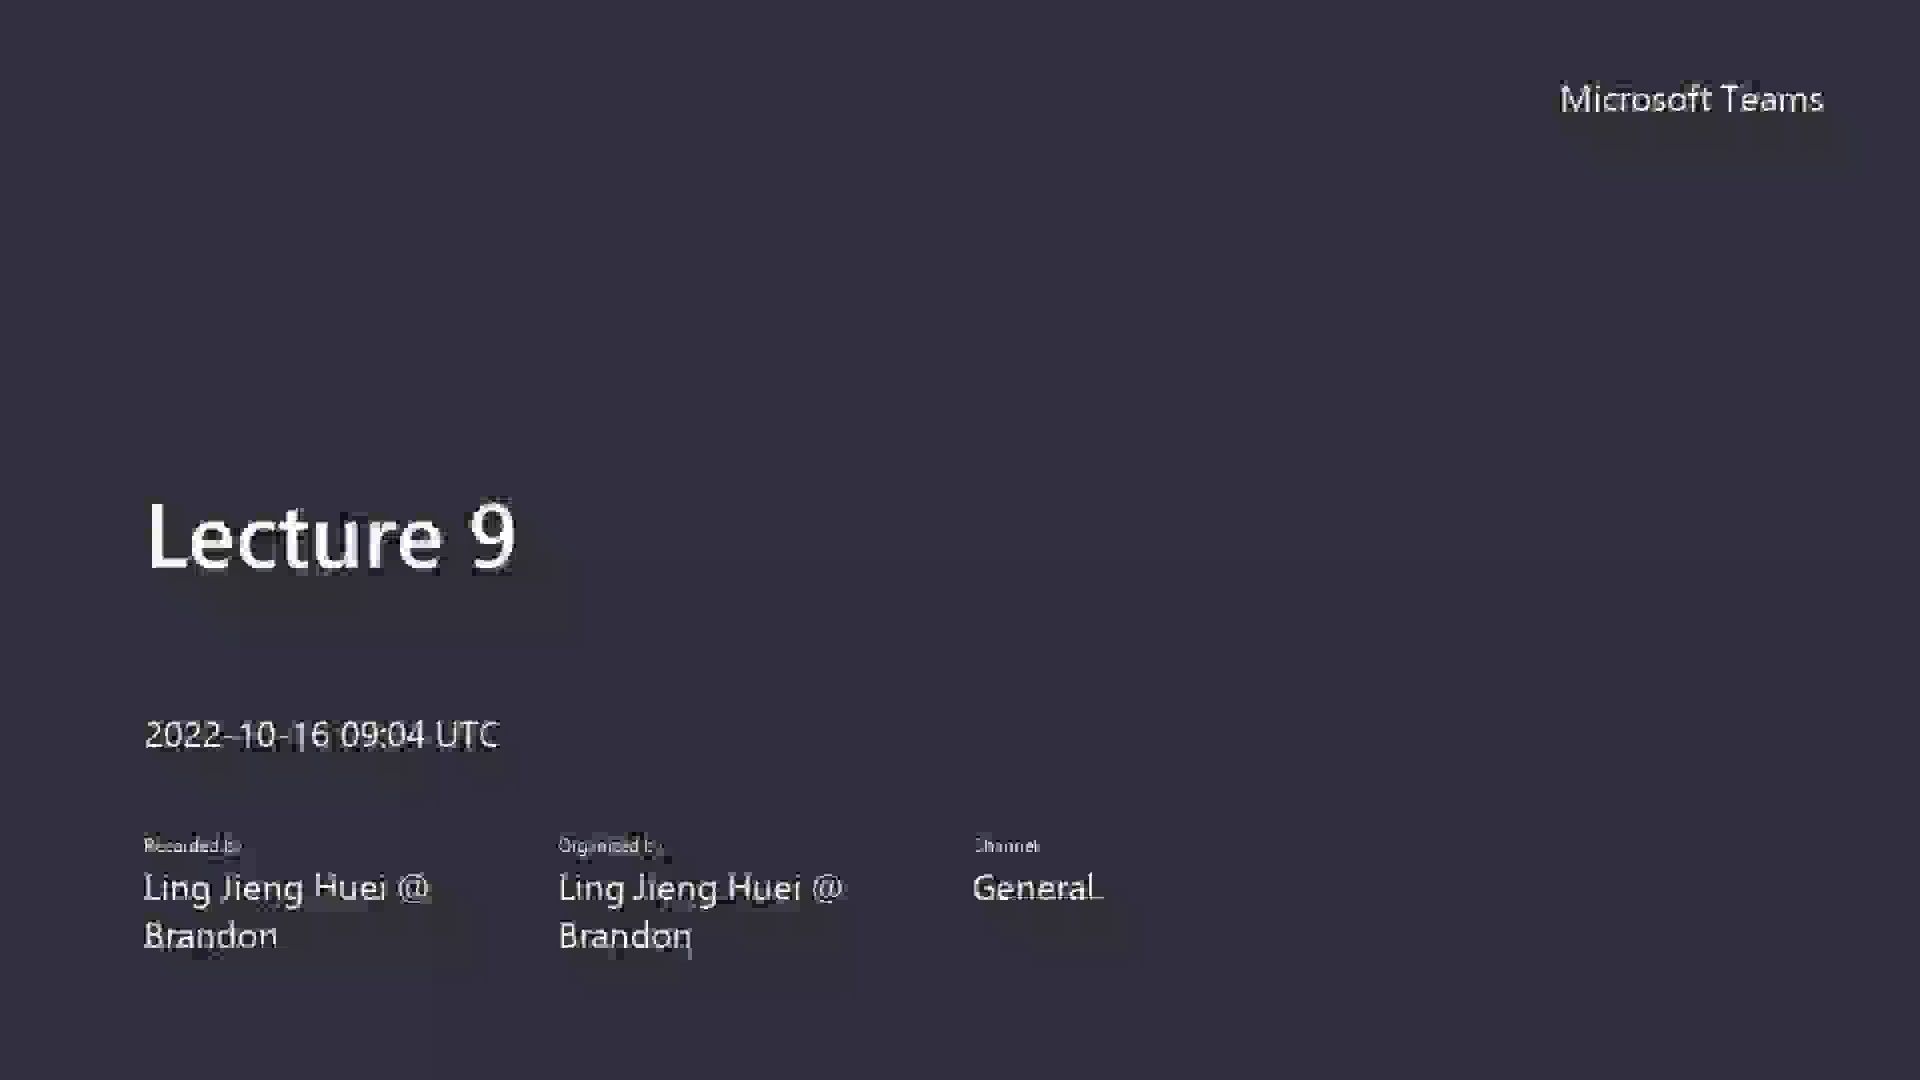 Microsoft Teams
Lecture 9
2022-10-16 09:04 UTC
Recorded by
Organized by
Channel
Ling Jieng Huei @
Brandon
Ling Jieng Huei @
Brandon
General